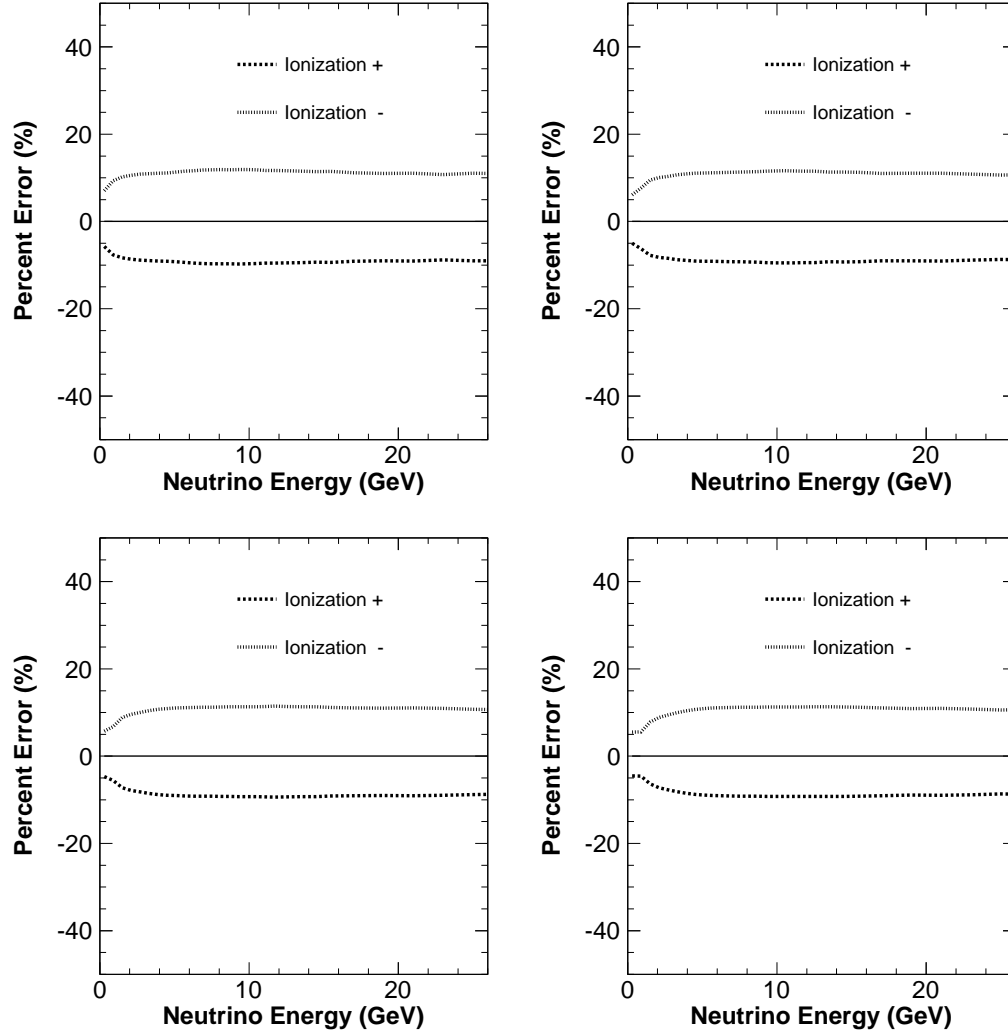 Percent Error (%)
40
20
0
-20
-40
Ionization +
Ionization -
0
10
20
Neutrino Energy (GeV)
Percent Error (%)
40
20
0
-20
-40
Ionization +
Ionization -
0
10
20
Neutrino Energy (GeV)
Percent Error (%)
40
20
0
-20
-40
Ionization +
Ionization -
0
10
20
Neutrino Energy (GeV)
Percent Error (%)
40
20
0
-20
-40
Ionization +
Ionization -
0
10
20
Neutrino Energy (GeV)